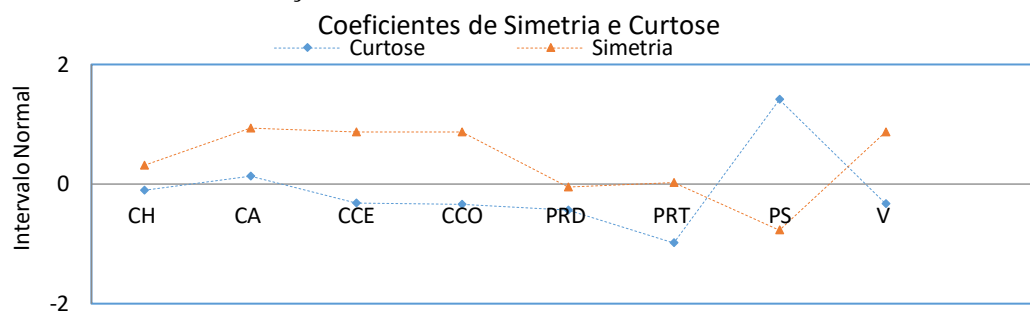 Coeficientes de Simetria e Curtose
Curtose Simetria
2
Intervalo Normal
0
CH CA CCE CCO PRD PRT PS V
-2